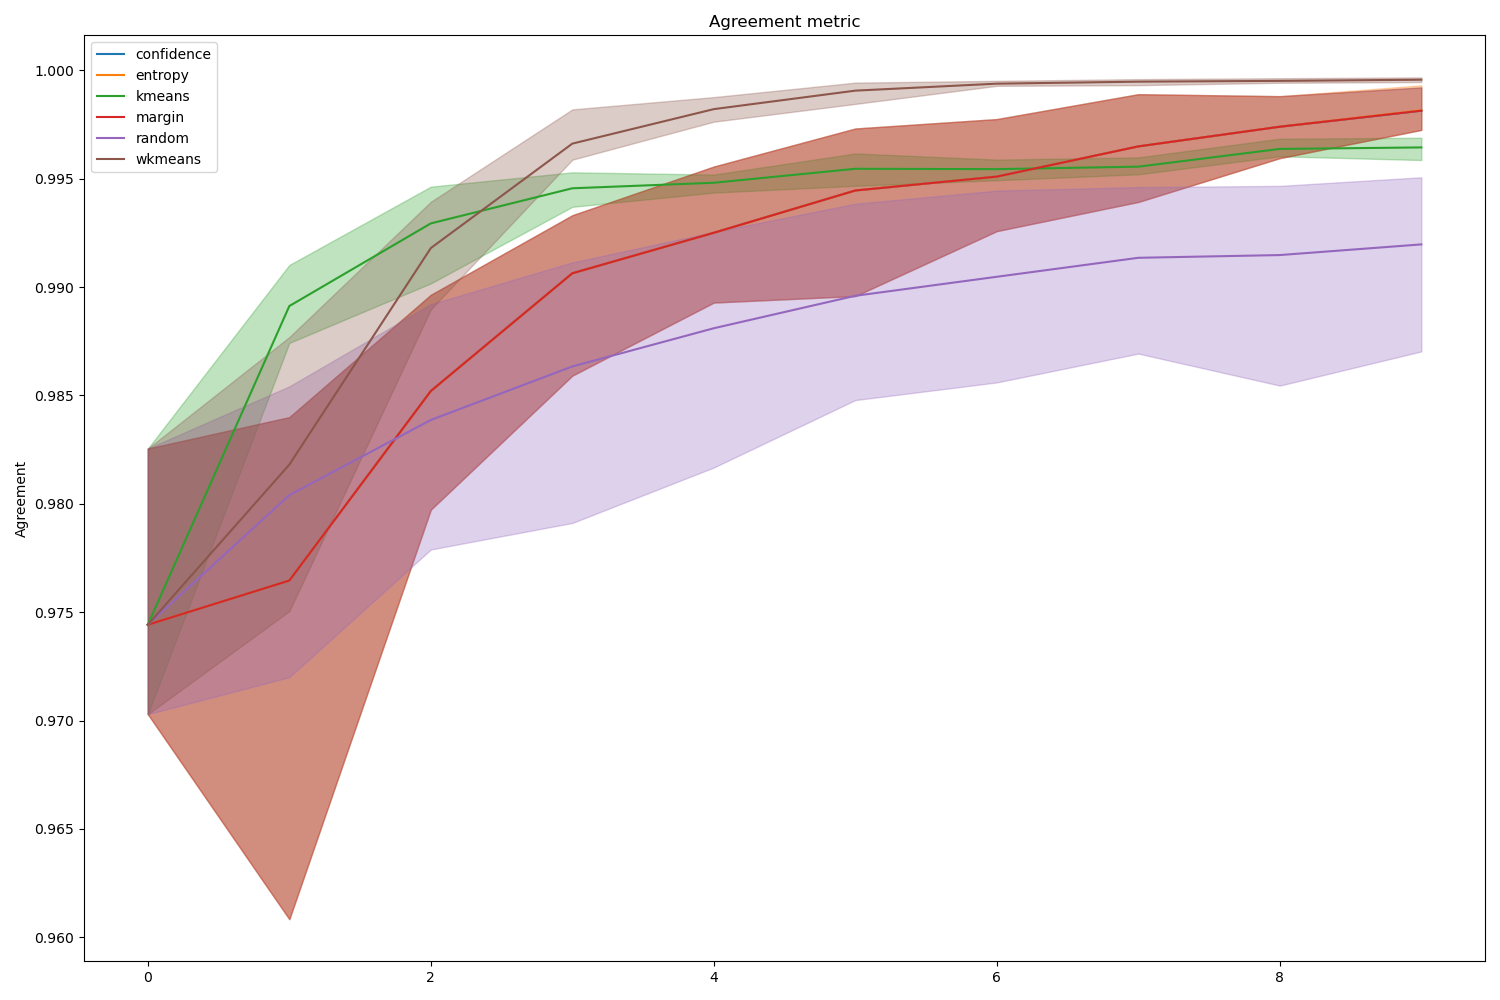 Agreement metric
confidence
entropy
kmeans
margin
random
wkmeans
Agreement
1.000
0.995
0.990
0.985
0.980
0.975
0.970
0.965
0.960
0 2 4 6 8